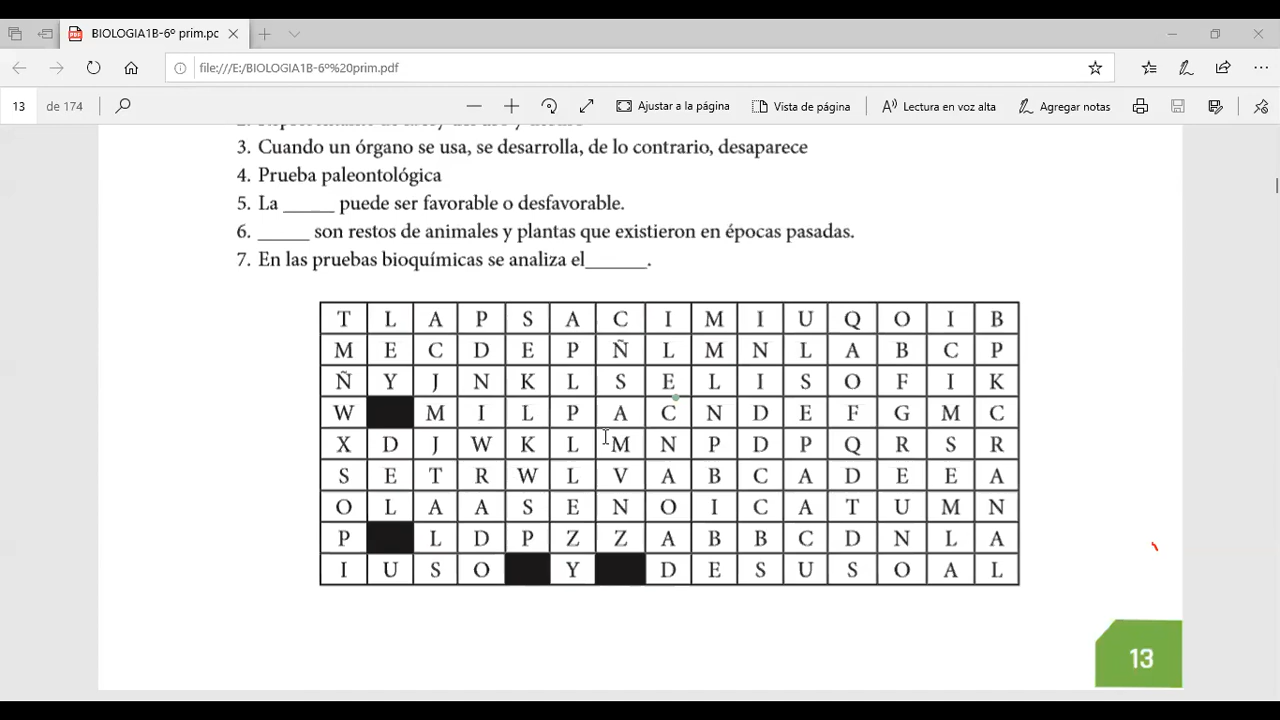 BIOLOGIA1B-6º prim.pc
file:///E:/BIOLOGIA1B-6º%20prim.pdf
13 de 174 Ajustar a la página Vista de página Lectura en voz alta Agregar notas
3. Cuando un órgano se usa, se desarrolla, de lo contrario, desaparece
4. Prueba paleontológica
5. La _____ puede ser favorable o desfavorable.
6. _____ son restos de animales y plantas que existieron en épocas pasadas.
7. En las pruebas bioquímicas se analiza el______.
T L A P S A C I M I U Q O I B
M E C D E P Ñ L M N L A B C P
Ñ Y J N K L S E L I S O F I K
W M I L P A C N D E F G M C
X D J W K L M N P D P Q R S R
S E T R W L V A B C A D E E A
O L A A S E N O I C A T U M N
P L D P Z Z A B B C D N L A
I U S O Y D E S U S O A L
13